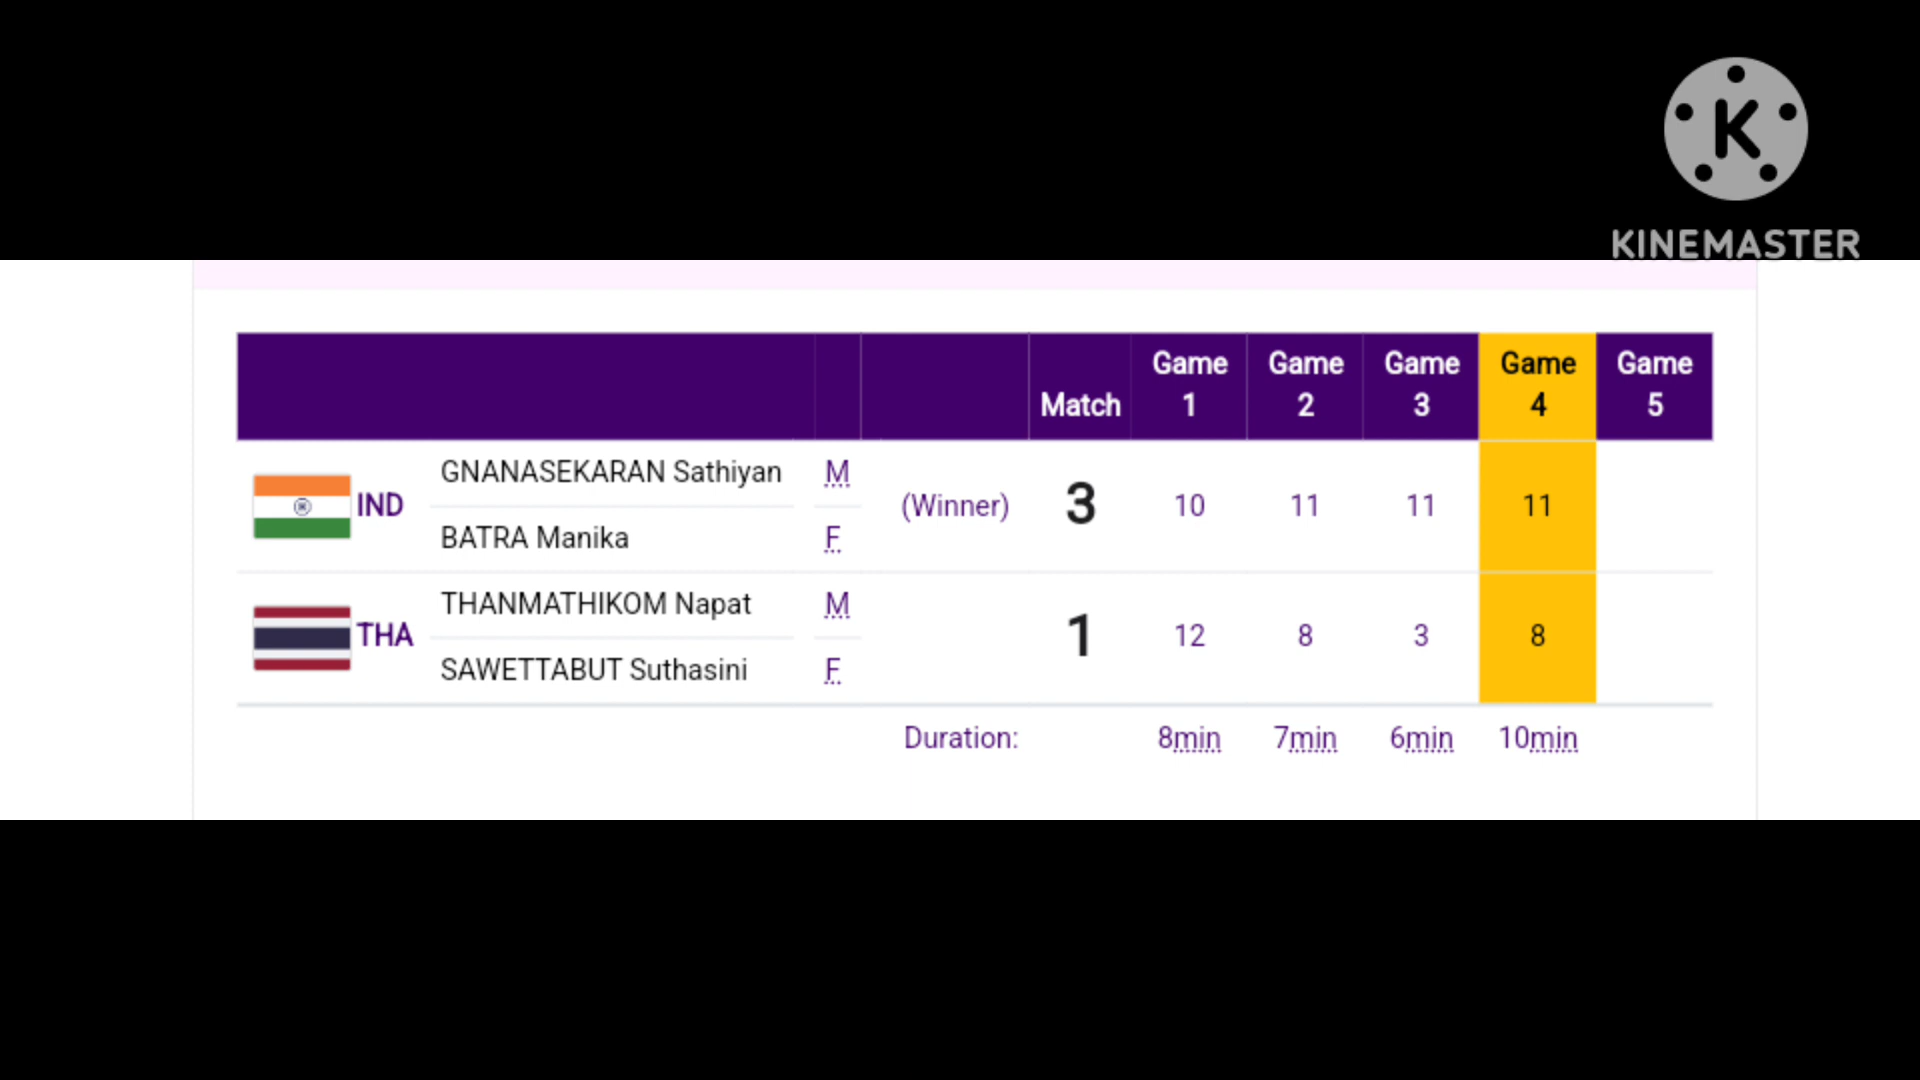 K
KINEMASTER
Match Game 1 Game 2 Game 3 Game 4 Game 5
GNANASEKARAN Sathiyan M
IND (Winner) 3 10 11 11 11
BATRA Manika F
THANMATHIKOM Napat M
THA 1 12 8 3 8
SAWETTABUT Suthasini F
Duration: 8min 7min 6min 10min